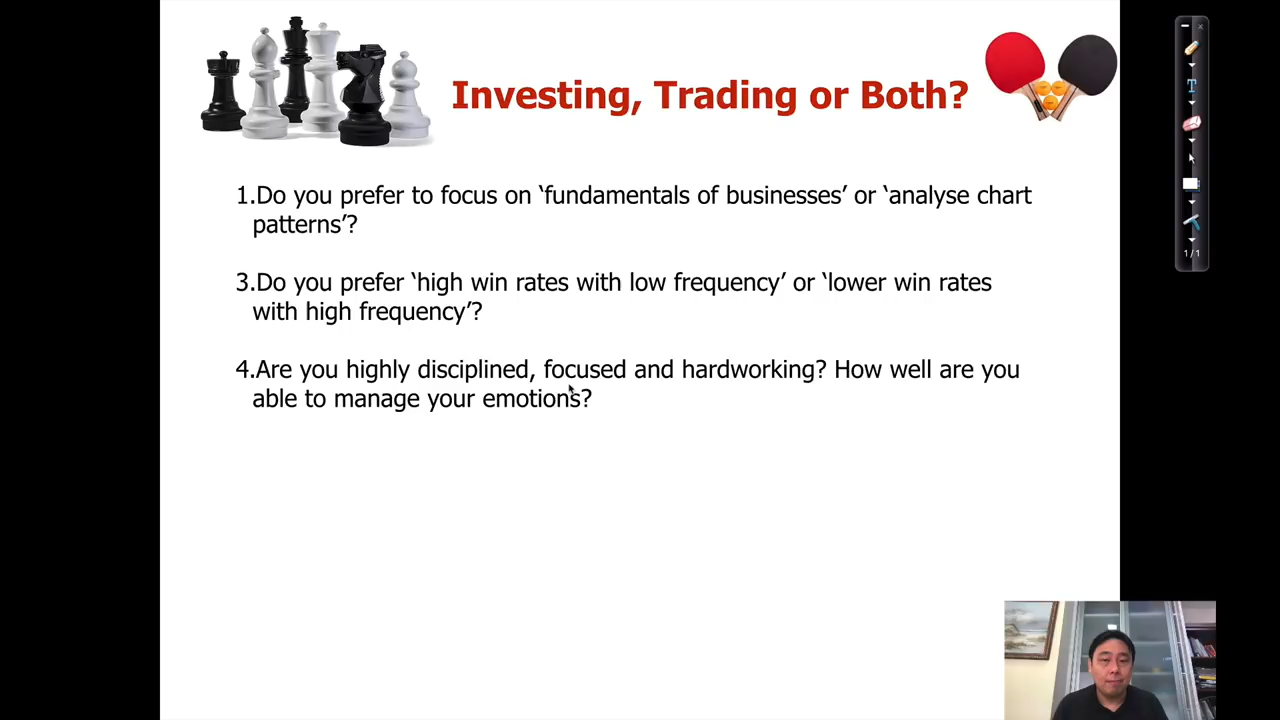 Investing, Trading or Both?
1.Do you prefer to focus on ‘fundamentals of businesses’ or ‘analyse chart
patterns’?
3.Do you prefer ‘high win rates with low frequency’ or ‘lower win rates
with high frequency’?
4.Are you highly disciplined, focused and hardworking? How well are you
able to manage your emotions?
1/1